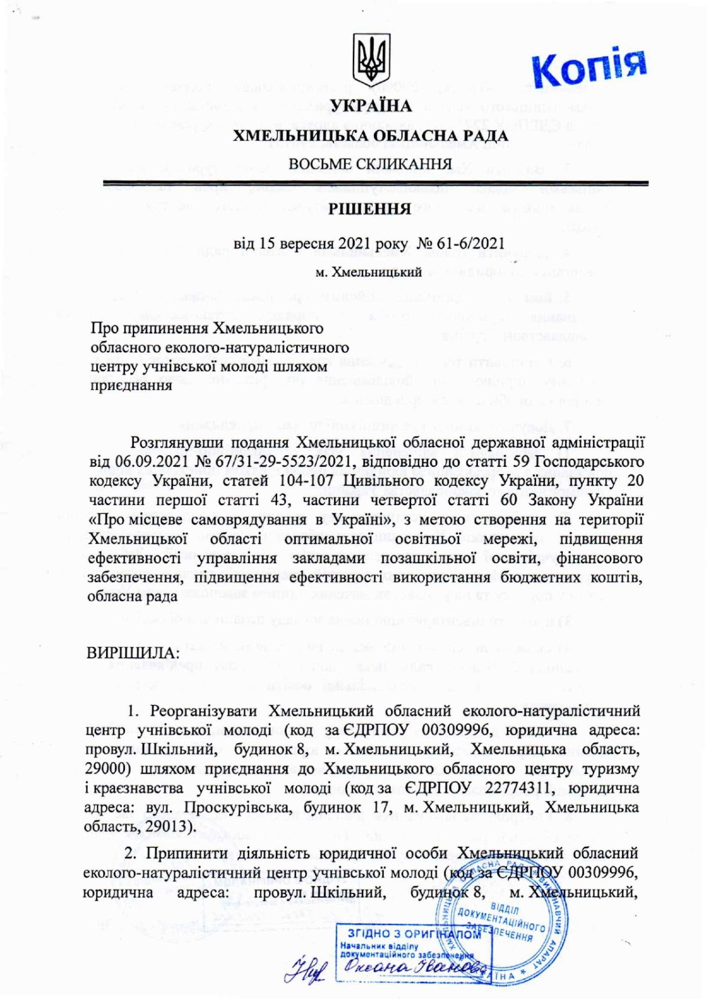 Копія
УКРАЇНА
ХМЕЛЬНИЦЬКА ОБЛАСНА РАДА
ВОСЬМЕ СКЛИКАННЯ
РІШЕННЯ
від 15 вересня 2021 року № 61-6/2021
м. Хмельницький
Про припинення Хмельницького
обласного еколого-натуралістичного
центру учнівської молоді шляхом
приєднання
Розглянувши подання Хмельницької обласної державної адміністрації
від 06.09.2021 № 67/31-29-5523/2021, відповідно до статті 59 Господарського
кодексу України, статей 104-107 Цивільного кодексу України, пункту 20
частини першої статті 43, частини четвертої статті 60 Закону України
«Про місцеве самоврядування в Україні», з метою створення на території
Хмельницької області оптимальної освітньої мережі, підвищення
ефективності управління закладами позашкільної освіти, фінансового
забезпечення, підвищення ефективності використання бюджетних коштів,
обласна рада
ВИРІШИЛА:
1. Реорганізувати Хмельницький обласний еколого-натуралістичний
центр учнівської молоді (код за ЄДРПОУ 00309996, юридична адреса:
провул. Шкільний, будинок 8, м. Хмельницький, Хмельницька область,
29000) шляхом приєднання до Хмельницького обласного центру туризму
і краєзнавства учнівської молоді (код за ЄДРПОУ 22774311, юридична
адреса: вул. Проскурівська, будинок 17, м. Хмельницький, Хмельницька
область, 29013).
2. Припинити діяльність юридичної особи Хмельницький обласний
еколого-натуралістичний центр учнівської молоді (код за ЄДРПОУ 00309996,
юридична адреса: провул. Шкільний, будинок 8, м. Хмельницький,
ХМЕЛЬНИЦЬКА ОБЛАСНА РАДА * ВИКОНАВЧИЙ АПАРАТ * УКРАЇНА *
ВІДДІЛ
ДОКУМЕНТАЦІЙНОГО
ЗАБЕЗПЕЧЕННЯ
ЗГІДНО З ОРИГІНАЛОМ
Начальник відділу
документаційного забезпечення
Оксана Іванова